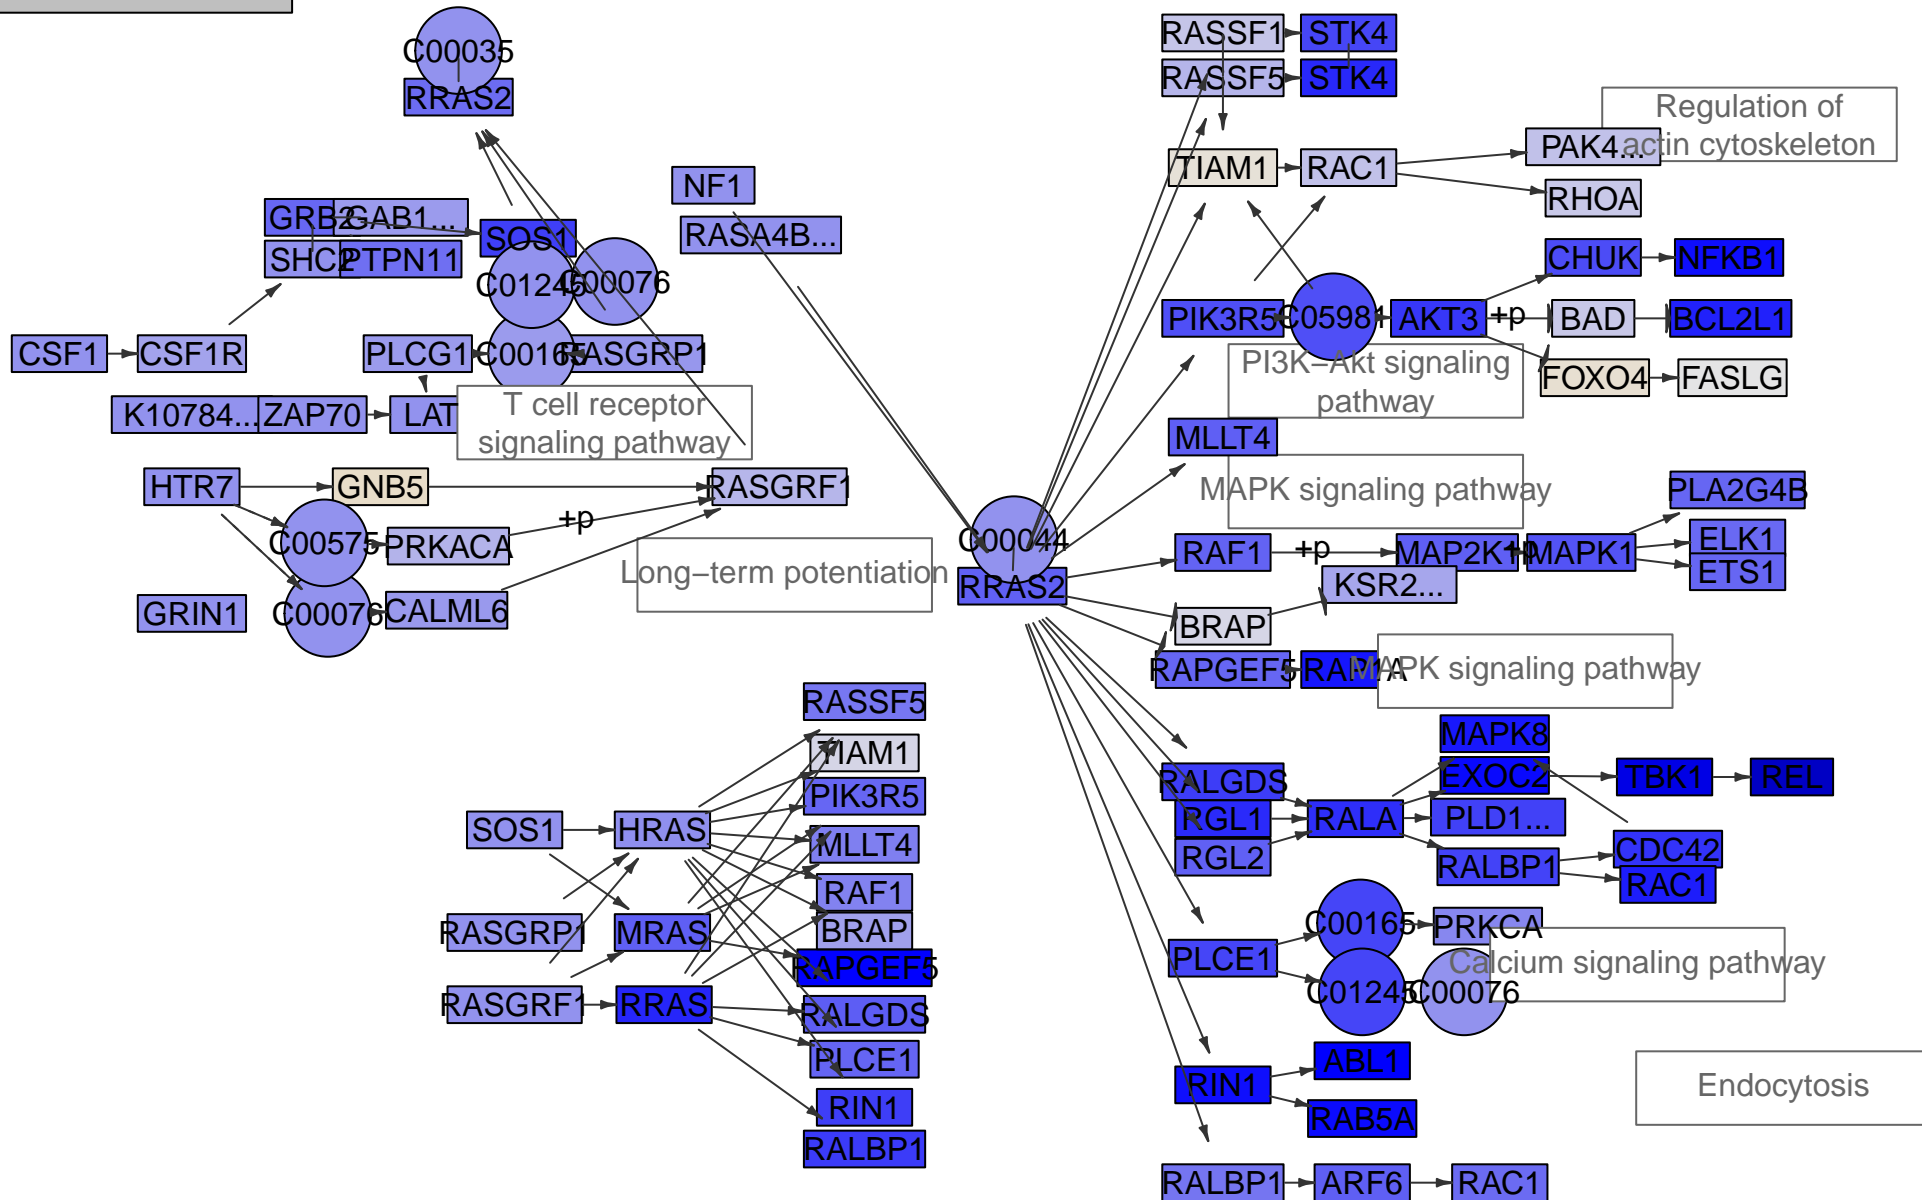 C00035
RRAS2
NF1
RASA4B...
GRB2
GAB1...
SOS1
SHC2
PTPN11
C01245
C00076
CSF1
CSF1R
PLCG1
C00165
RASGRP1
K10784...
ZAP70
LAT
T cell receptor
signaling pathway
HTR7
GNB5
RASGRF1
+p
C00575
PRKACA
Long−term potentiation
GRIN1
C00076
CALML6
C00044
RRAS2
RASSF1
STK4
RASSF5
STK4
Regulation of
actin cytoskeleton
PAK4...
TIAM1
RAC1
RHOA
CHUK
NFKB1
PIK3R5
C05981
AKT3
+p
BAD
BCL2L1
PI3K−Akt signaling
pathway
FOXO4
FASLG
MLLT4
MAPK signaling pathway
PLA2G4B
RAF1
+p
MAP2K1
+p
MAPK1
ELK1
ETS1
KSR2...
BRAP
RAPGEF5
RAP1A
MAPK signaling pathway
RASSF5
TIAM1
PIK3R5
SOS1
HRAS
MLLT4
RAF1
RASGRP1
MRAS
BRAP
RAPGEF5
RASGRF1
RRAS
RALGDS
PLCE1
RIN1
RALBP1
MAPK8
RALGDS
EXOC2
TBK1
REL
RGL1
RALA
PLD1...
RGL2
RALBP1
CDC42
RAC1
C00165
PRKCA
PLCE1
Calcium signaling pathway
C01245
C00076
ABL1
RIN1
Endocytosis
RAB5A
RALBP1
ARF6
RAC1